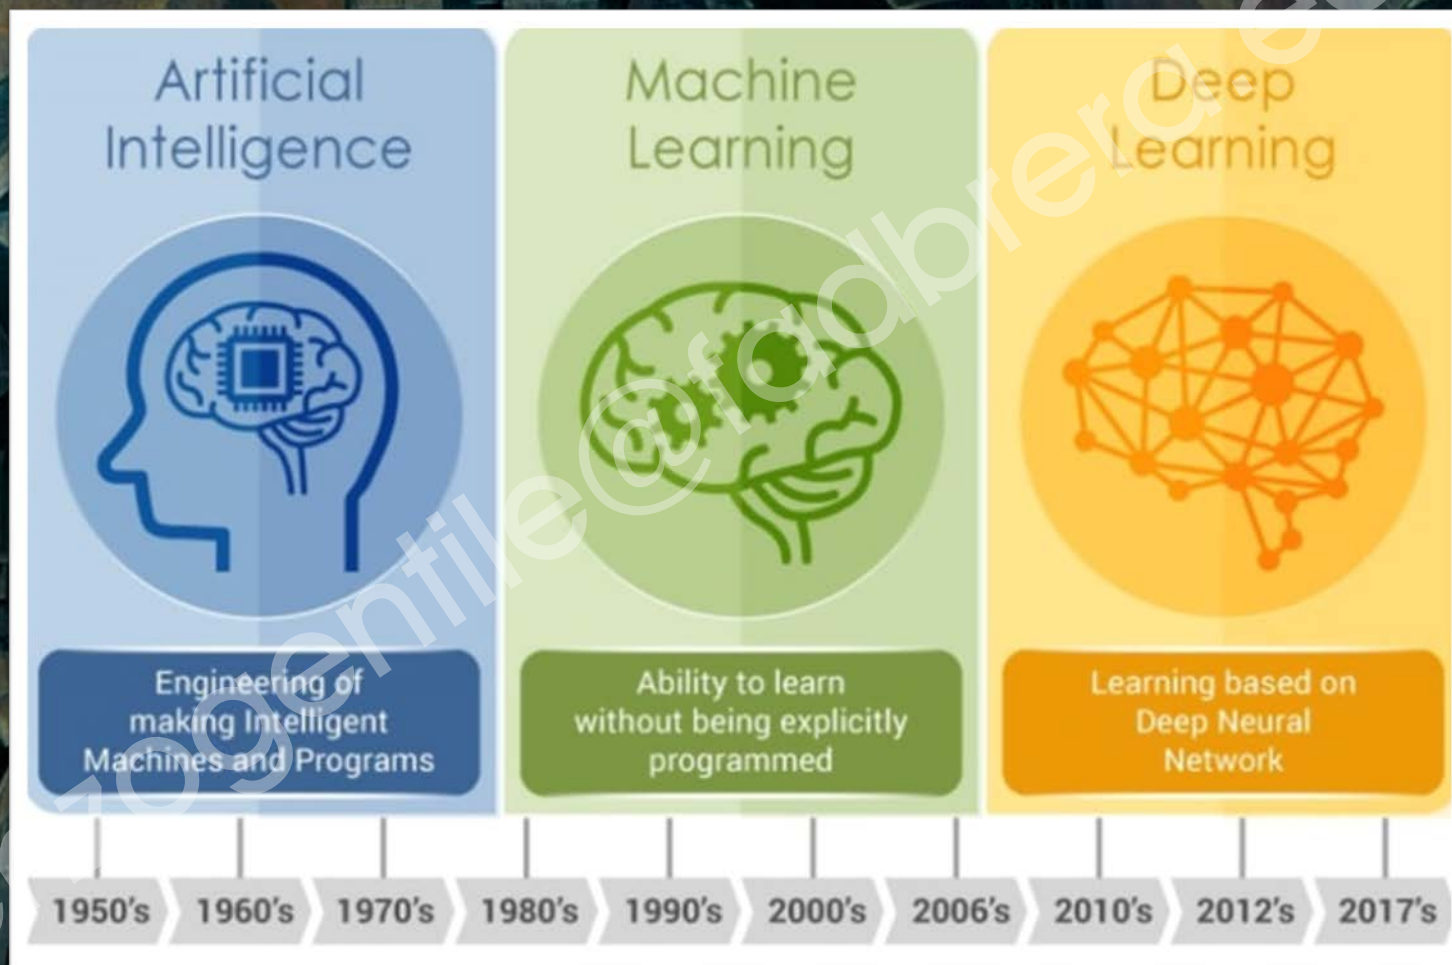 Artificial
Intelligence
Machine
Learning
Deep
Learning
Engineering of
making Intelligent
Machines and Programs
Ability to learn
without being explicitly
programmed
Learning based on
Deep Neural
Network
1950's 1960's 1970's 1980's 1990's 2000's 2006's 2010's 2012's 2017's